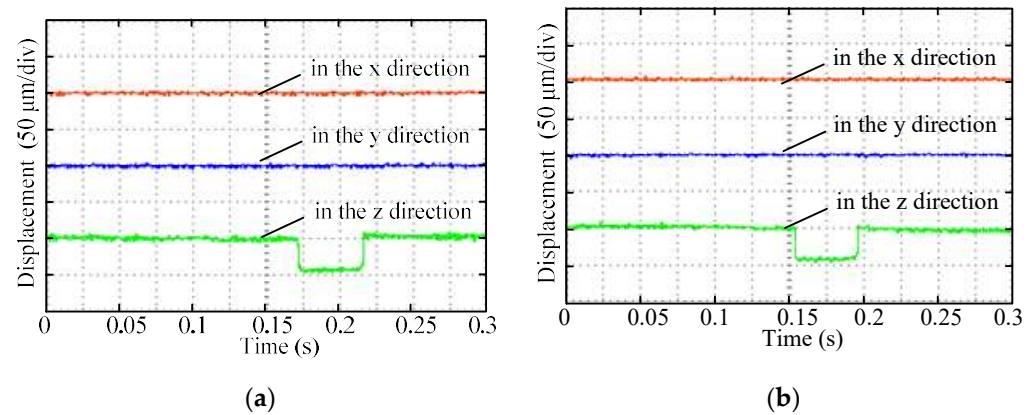 Displacement (50 μm/div)
in the x direction
in the y direction
in the z direction
0 0.05 0.1 0.15 0.2 0.25 0.3
Time (s)
(a)
Displacement (50 μm/div)
in the x direction
in the y direction
in the z direction
0 0.05 0.1 0.15 0.2 0.25 0.3
Time (s)
(b)